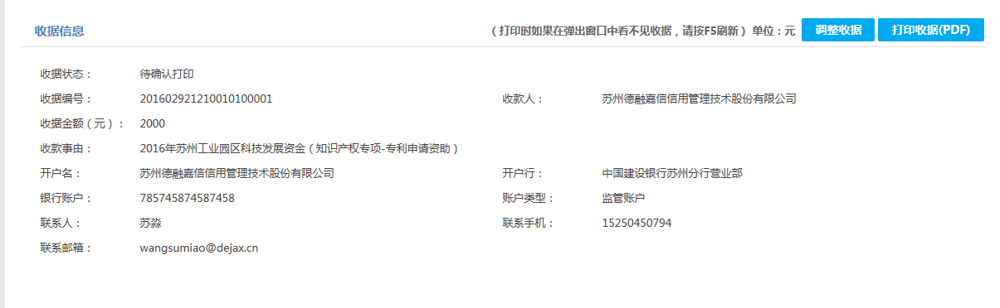 收据信息 （打印时如果在弹出窗口中看不见收据，请按F5刷新） 单位：元 调整收据 打印收据(PDF)
收据状态： 待确认打印
收据编号： 201602921210010100001 收款人： 苏州德融嘉信信用管理技术股份有限公司
收据金额（元）： 2000
收款事由： 2016年苏州工业园区科技发展资金（知识产权专项-专利申请资助）
开户名： 苏州德融嘉信信用管理技术股份有限公司 开户行： 中国建设银行苏州分行营业部
银行账户： 785745874587458 账户类型： 监管账户
联系人： 苏淼 联系手机： 15250450794
联系邮箱： wangsumiao@dejax.cn